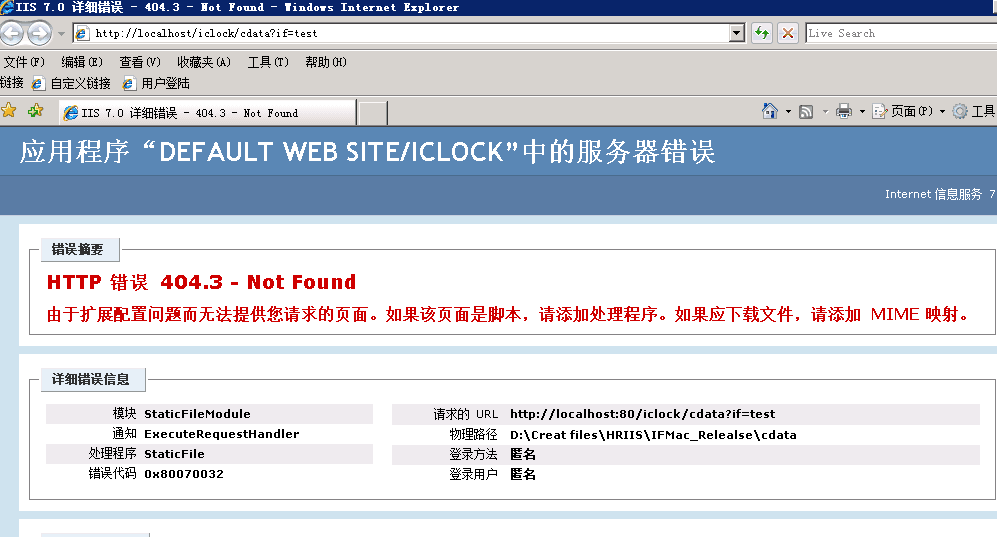 IIS 7.0 详细错误 - 404.3 - Not Found - Windows Internet Explorer
http://localhost/iclock/cdata?if=test
Live Search
文件(F) 编辑(E) 查看(V) 收藏夹(A) 工具(T) 帮助(H)
链接 自定义链接 用户登陆
IIS 7.0 详细错误 - 404.3 - Not Found
页面(P) 工具
应用程序“DEFAULT WEB SITE/ICLOCK”中的服务器错误
Internet 信息服务 7
错误摘要
HTTP 错误 404.3 - Not Found
由于扩展配置问题而无法提供您请求的页面。如果该页面是脚本，请添加处理程序。如果应下载文件，请添加 MIME 映射。
详细错误信息
模块 StaticFileModule
通知 ExecuteRequestHandler
处理程序 StaticFile
错误代码 0x80070032
请求的 URL http://localhost:80/iclock/cdata?if=test
物理路径 D:\Creat files\HRIIS\IFMac_Relealse\cdata
登录方法 匿名
登录用户 匿名